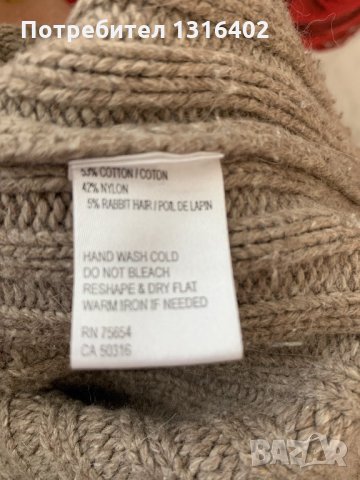 Потребител 1316402
53% COTTON / COTON
42% NYLON
5% RABBIT HAIR / POIL DE LAPIN
HAND WASH COLD
DO NOT BLEACH
RESHAPE & DRY FLAT
WARM IRON IF NEEDED
RN 75654
CA 50316
BAZAR